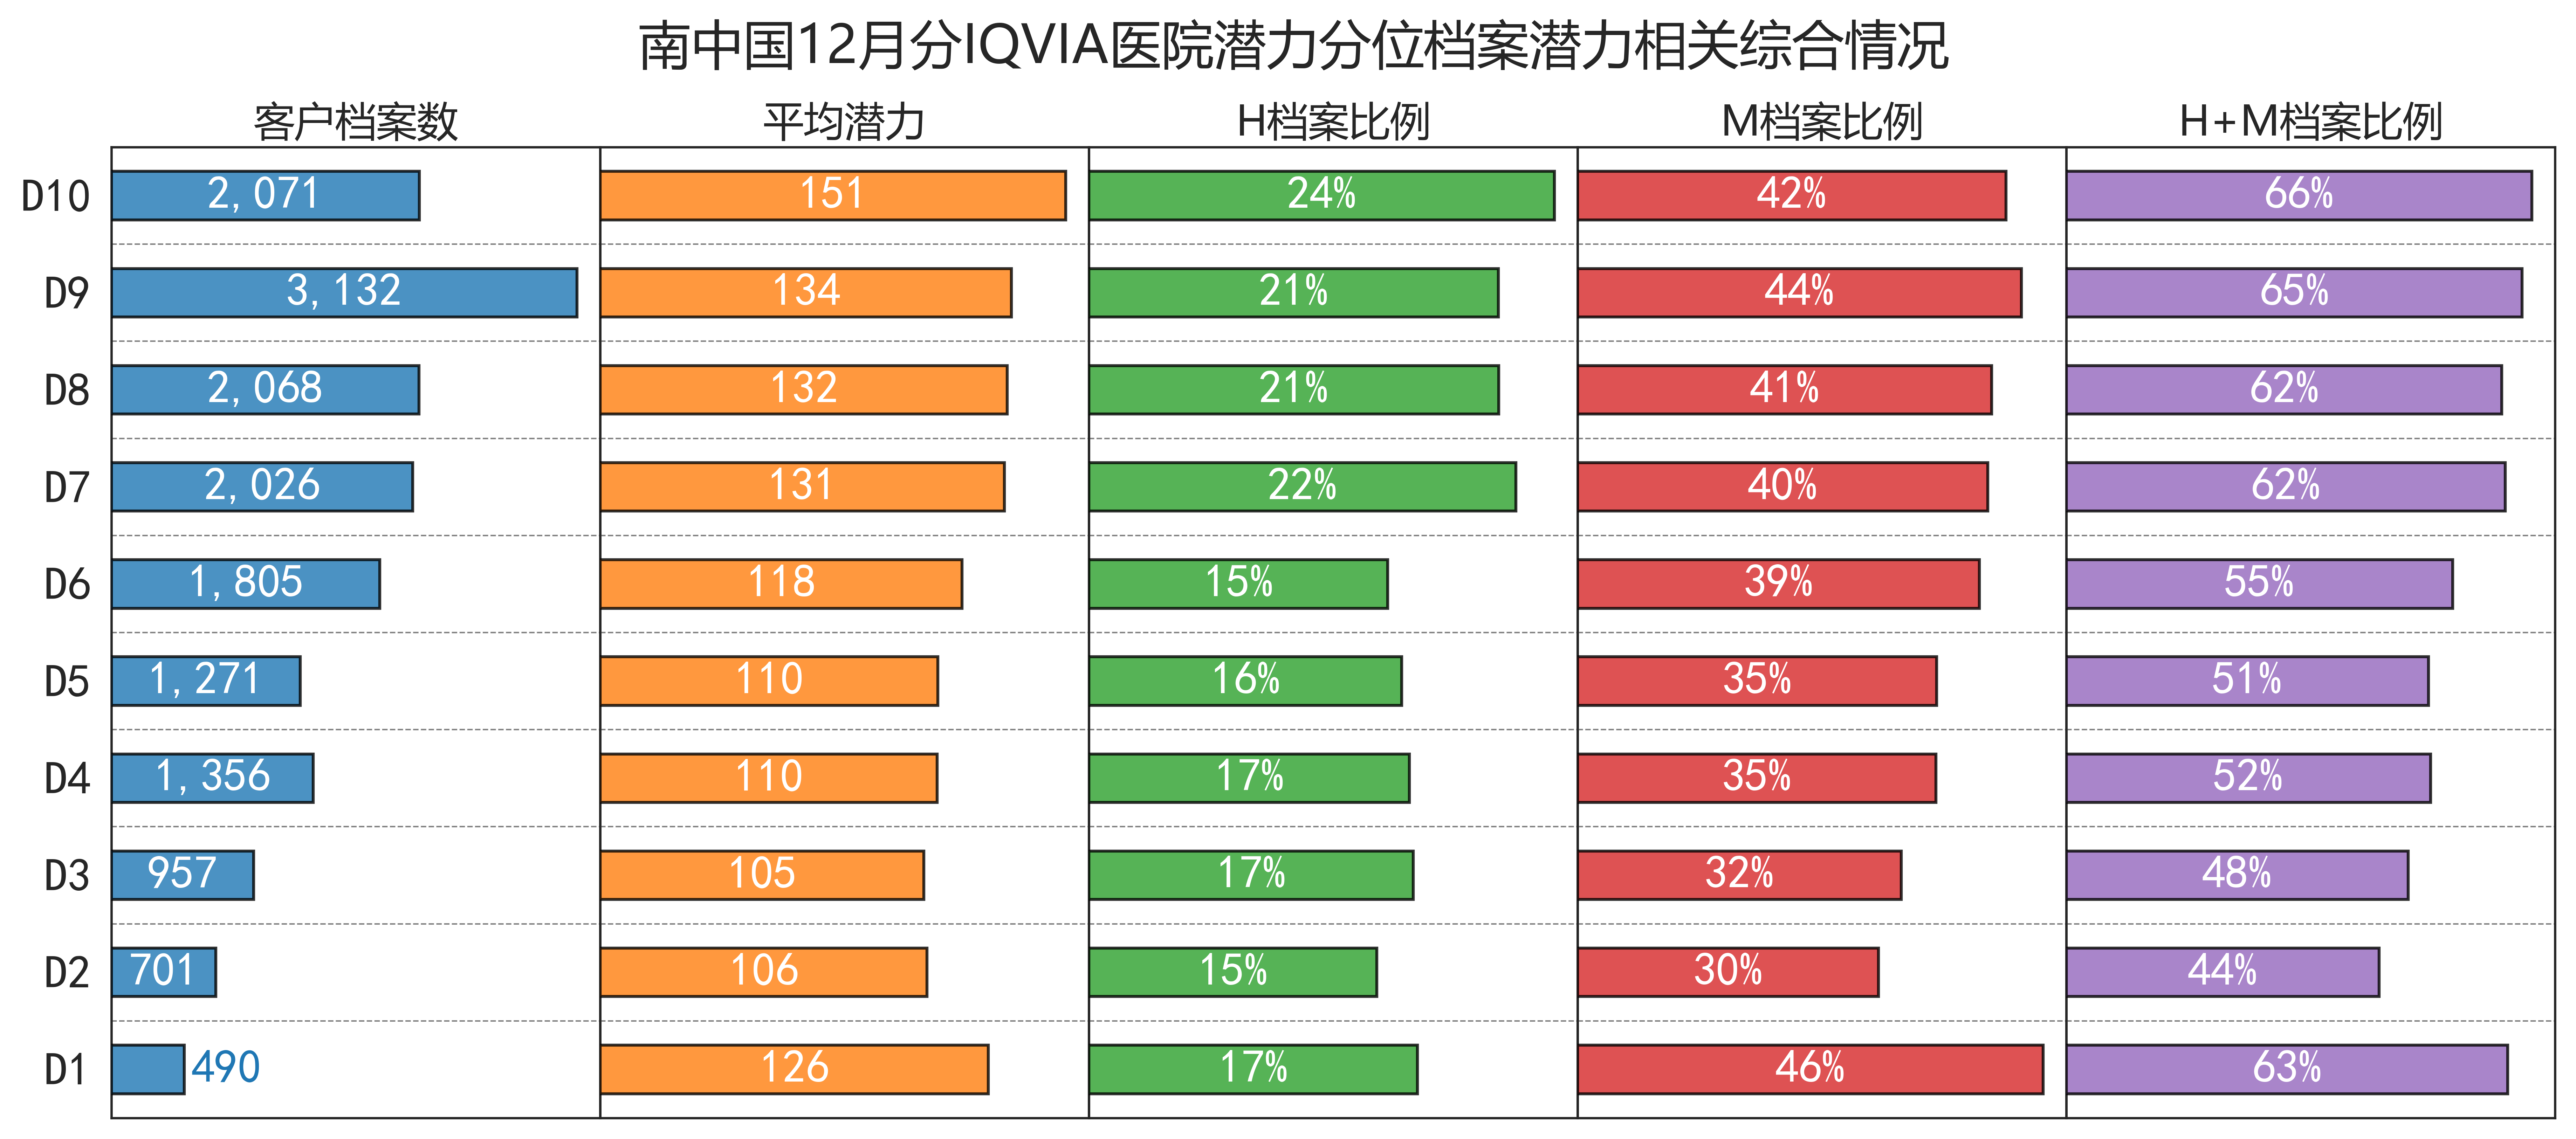 南中国12月分IQVIA医院潜力分位档案潜力相关综合情况
客户档案数 平均潜力 H档案比例 M档案比例 H+M档案比例
D10 2,071 151 24% 42% 66%
D9 3,132 134 21% 44% 65%
D8 2,068 132 21% 41% 62%
D7 2,026 131 22% 40% 62%
D6 1,805 118 15% 39% 55%
D5 1,271 110 16% 35% 51%
D4 1,356 110 17% 35% 52%
D3 957 105 17% 32% 48%
D2 701 106 15% 30% 44%
D1 490 126 17% 46% 63%